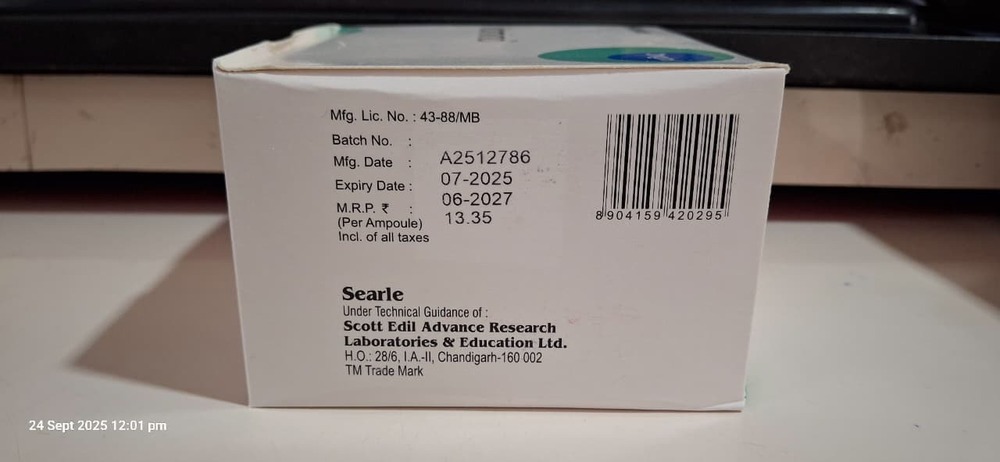 Mfg. Lic. No. : 43-88/MB
Batch No. :
A2512786
Mfg. Date :
07-2025
Expiry Date :
06-2027
M.R.P. ₹ :
13.35
(Per Ampoule)
Incl. of all taxes
8 904159 420295
Searle
Under Technical Guidance of :
Scott Edil Advance Research
Laboratories & Education Ltd.
H.O.: 28/6, I.A.-II, Chandigarh-160 002
TM Trade Mark
24 Sept 2025 12:01 pm